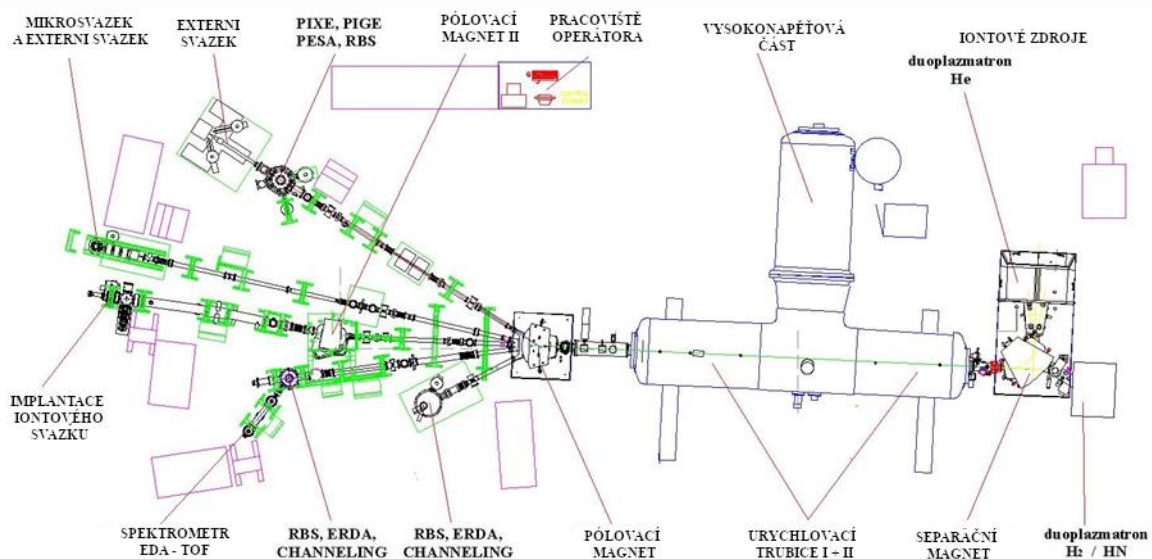 MIKROSVAZEK
A EXTERNI SVAZEK
EXTERNI
SVAZEK
PIXE, PIGE
PESA, RBS
PÓLOVACÍ
MAGNET II
PRACOVIŠTĚ
OPERÁTORA
VYSOKONAPĚŤOVÁ
ČÁST
IONTOVÉ ZDROJE
duoplazmatron
He
IMPLANTACE
IONTOVÉHO
SVAZKU
SPEKTROMETR
EDA - TOF
RBS, ERDA,
CHANNELING
RBS, ERDA,
CHANNELING
PÓLOVACÍ
MAGNET
URYCHLOVACÍ
TRUBICE I + II
SEPARÁČNÍ
MAGNET
duoplazmatron
H₂ / HN